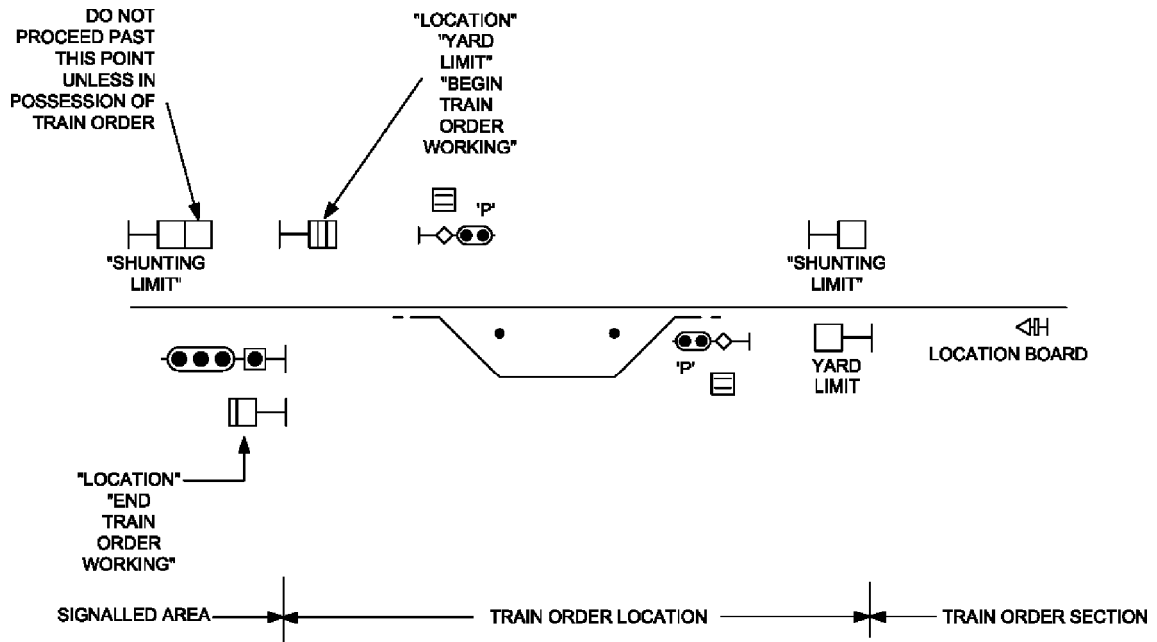 DO NOT
PROCEED PAST
THIS POINT
UNLESS IN
POSSESSION OF
TRAIN ORDER
"LOCATION"
"YARD
LIMIT"
"BEGIN
TRAIN
ORDER
WORKING"
'P'
"SHUNTING
LIMIT"
"SHUNTING
LIMIT"
'P'
YARD
LIMIT
LOCATION BOARD
"LOCATION"
"END
TRAIN
ORDER
WORKING"
SIGNALLED AREA
TRAIN ORDER LOCATION
TRAIN ORDER SECTION